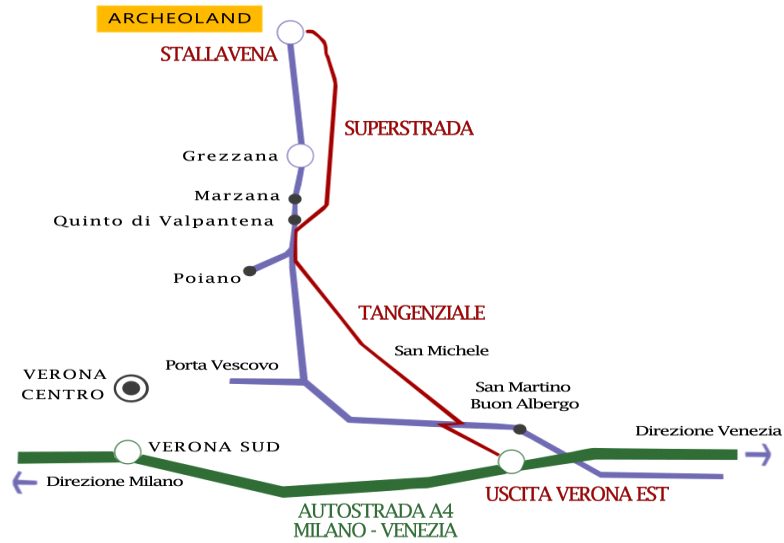 ARCHEOLAND
STALLAVENA
SUPERSTRADA
Grezzana
Marzana
Quinto di Valpantena
Poiano
TANGENZIALE
San Michele
Porta Vescovo
VERONA
CENTRO
San Martino
Buon Albergo
Direzione Venezia
VERONA SUD
Direzione Milano
USCITA VERONA EST
AUTOSTRADA A4
MILANO - VENEZIA